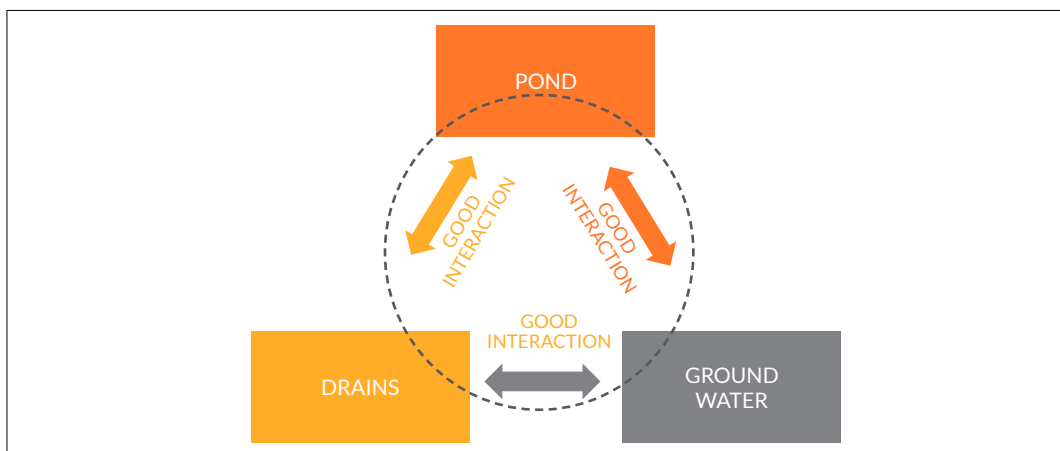 POND
GOOD
INTERACTION
GOOD
INTERACTION
GOOD
INTERACTION
DRAINS
GROUND
WATER